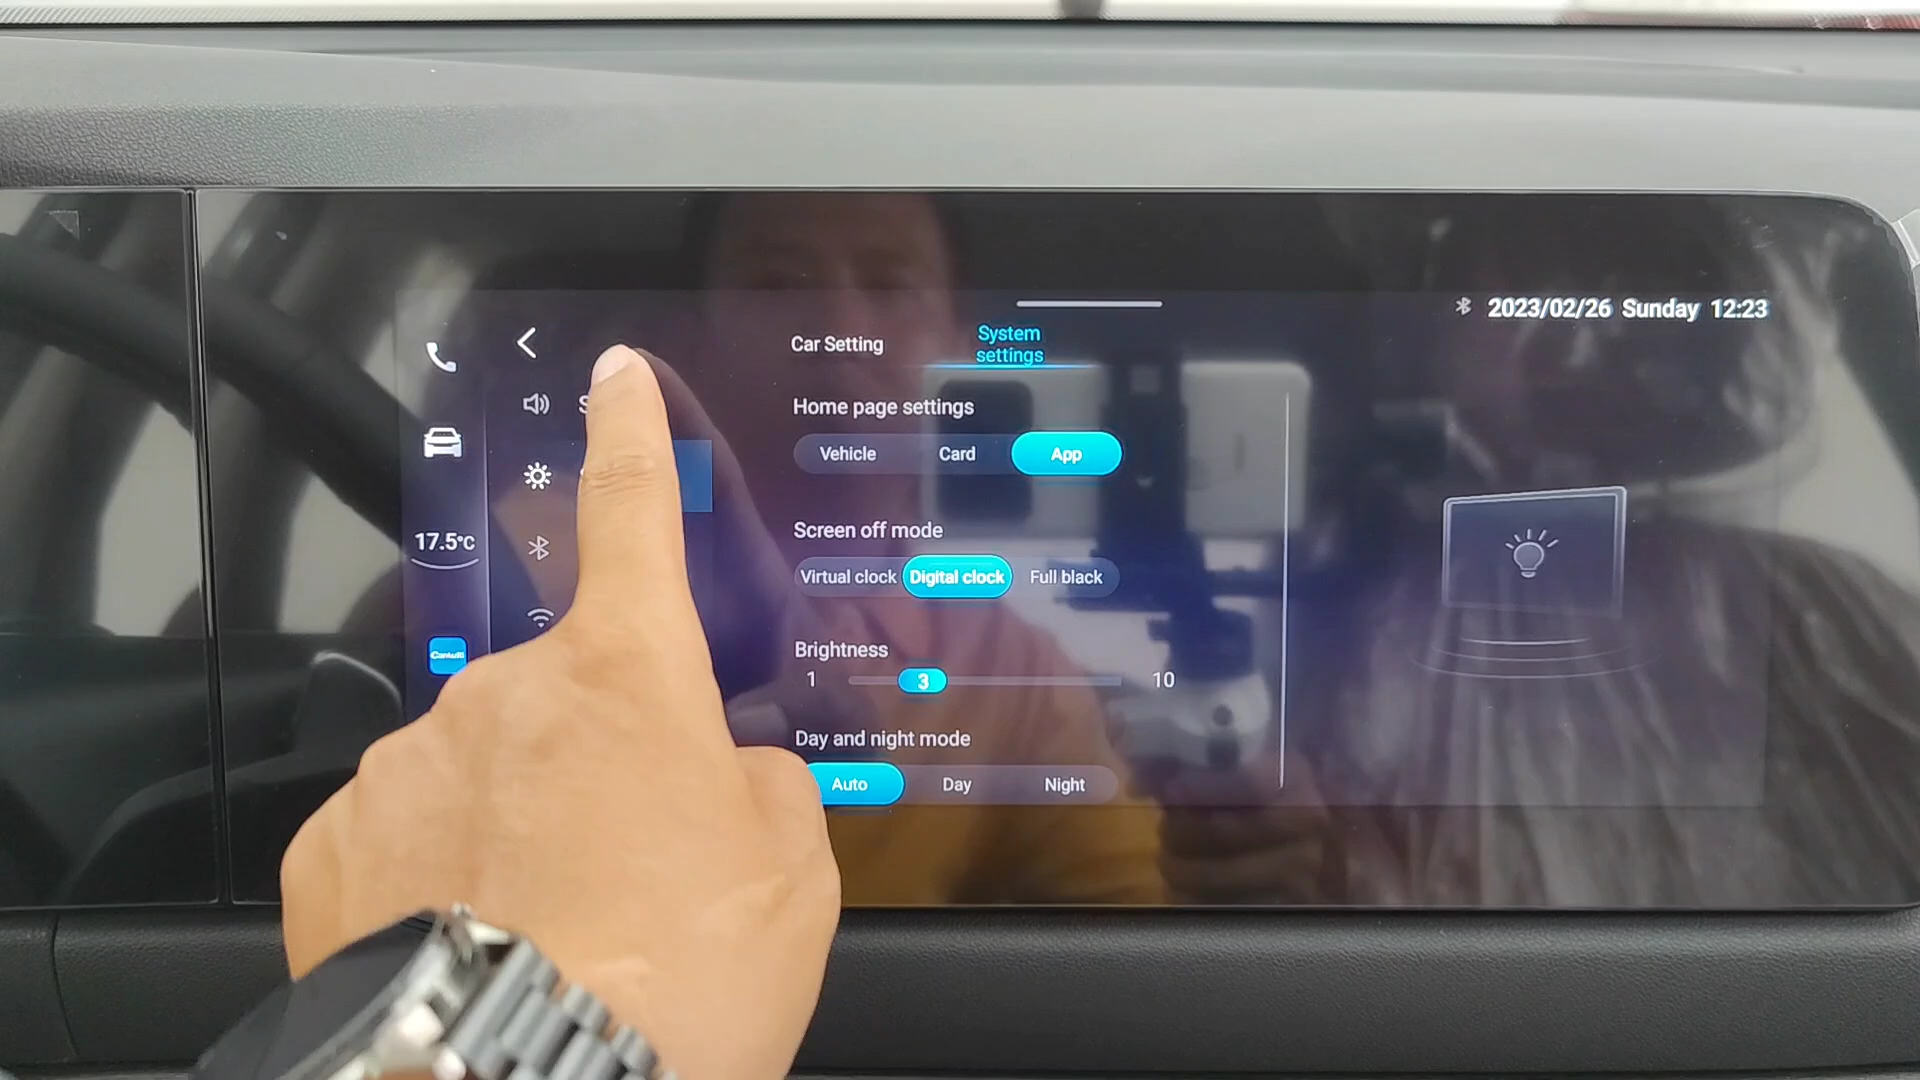 2023/02/26 Sunday 12:23
Car Setting
System
settings
Home page settings
Vehicle Card App
17.5°C
Screen off mode
Virtual clock Digital clock Full black
Brightness
1 3 10
Day and night mode
Auto Day Night